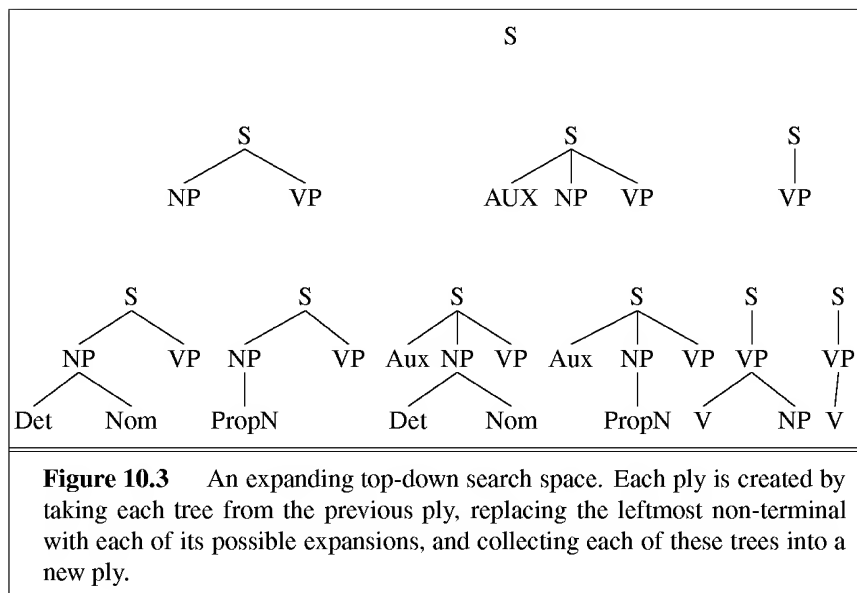 S
S S S
NP VP AUX NP VP VP
S S S S S S
NP VP NP VP Aux NP VP Aux NP VP VP VP
Det Nom PropN Det Nom PropN V NP V
Figure 10.3 An expanding top-down search space. Each ply is created by
taking each tree from the previous ply, replacing the leftmost non-terminal
with each of its possible expansions, and collecting each of these trees into a
new ply.